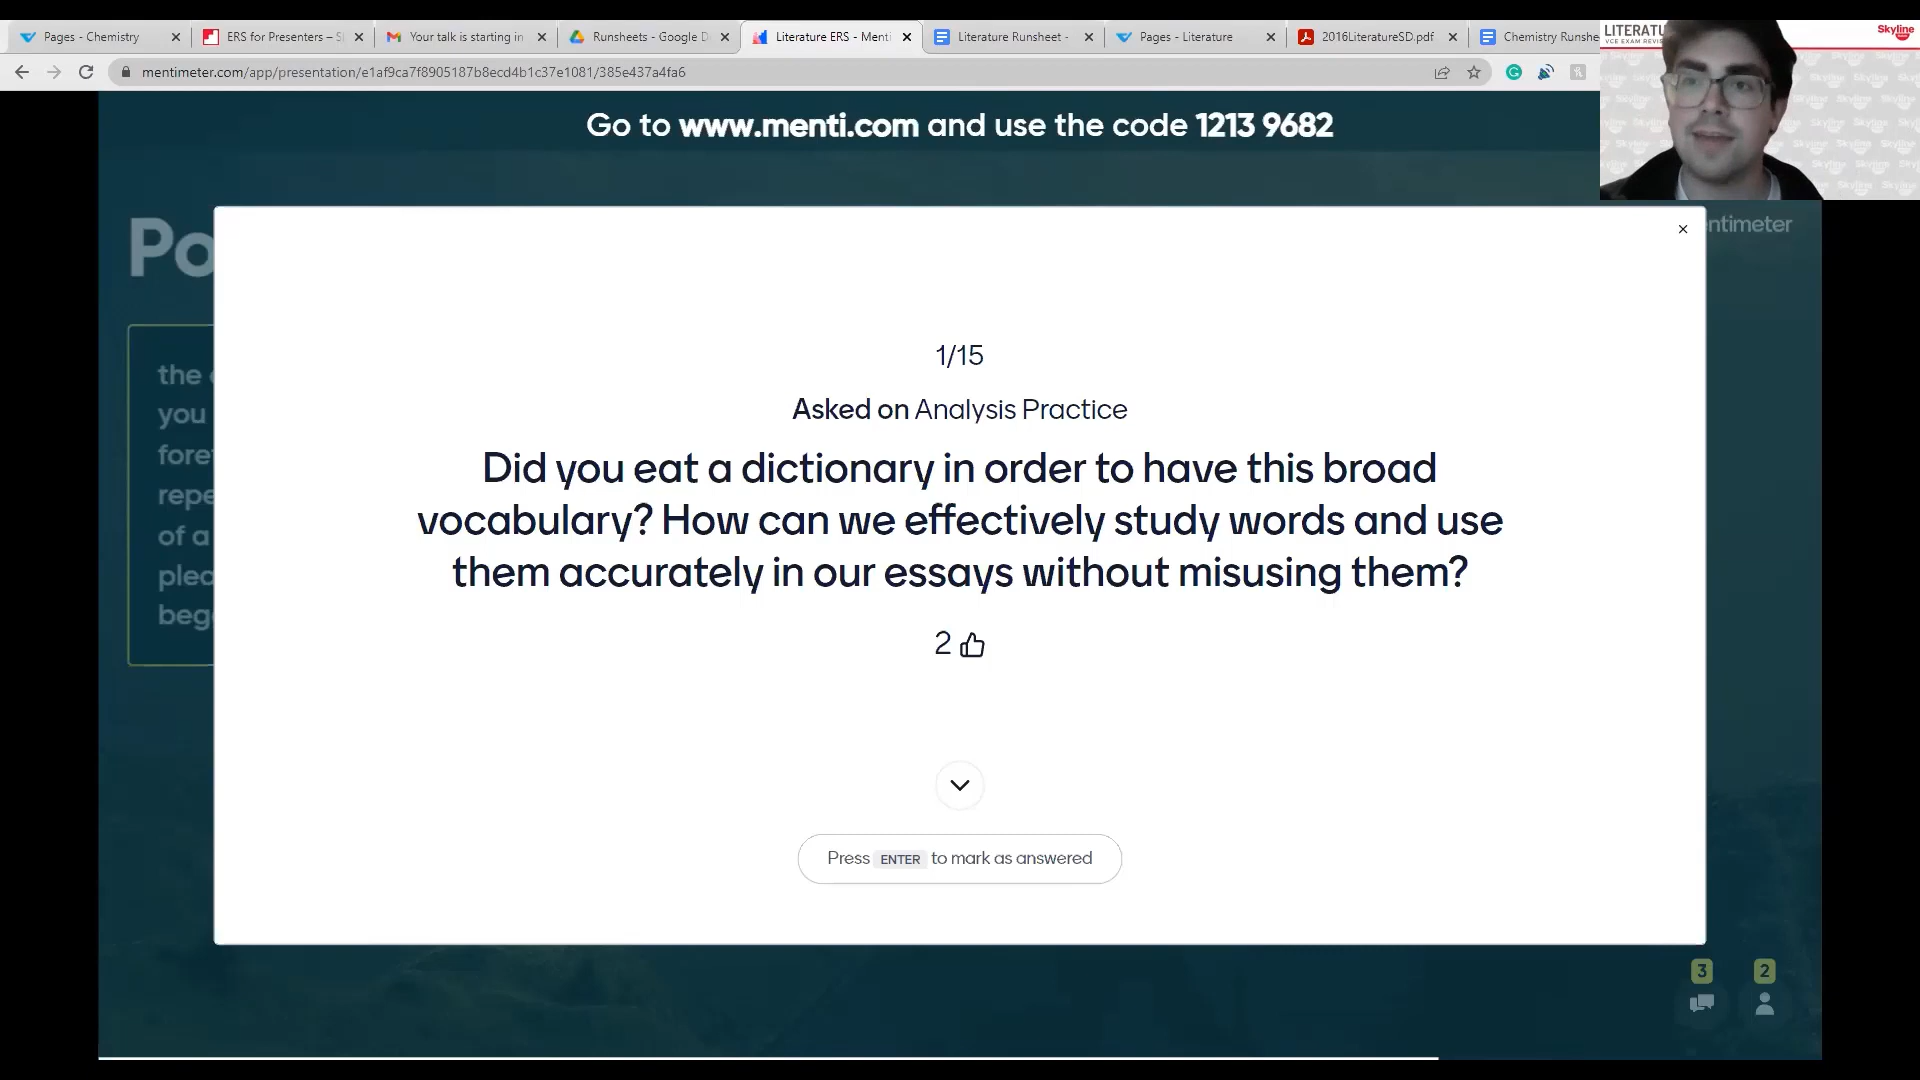 Pages - Chemistry
ERS for Presenters – S
Your talk is starting in
Runsheets - Google D
Literature ERS - Menti
Literature Runsheet -
Pages - Literature
2016LiteratureSD.pdf
Chemistry Runshe
LITERATU
VCE EXAM REVIS
Skyline
mentimeter.com/app/presentation/e1af9ca7f8905187b8ecd4b1c37e1081/385e437a4fa6
Go to www.menti.com and use the code 1213 9682
Po
ntimeter
the
you
fore
repe
of a
plea
bega
1/15
Asked on Analysis Practice
Did you eat a dictionary in order to have this broad
vocabulary? How can we effectively study words and use
them accurately in our essays without misusing them?
2
Press ENTER to mark as answered
3 2